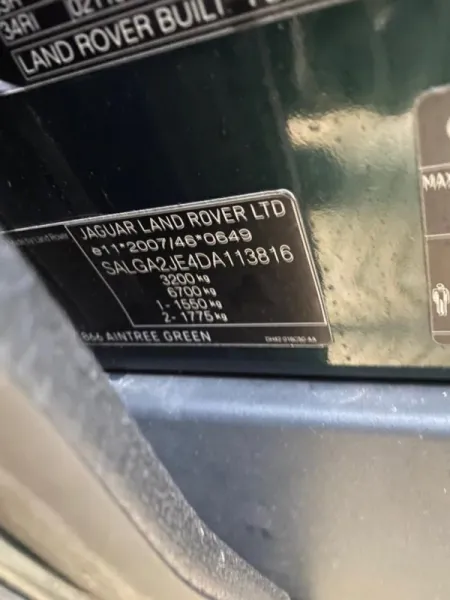 34RI
LAND ROVER BUILT
JAGUAR LAND ROVER LTD
e11*2007/46*0649
SALGA2JE4DA113816
3200 kg
6700 kg
1- 1550 kg
2- 1775 kg
866 AINTREE GREEN
MAX